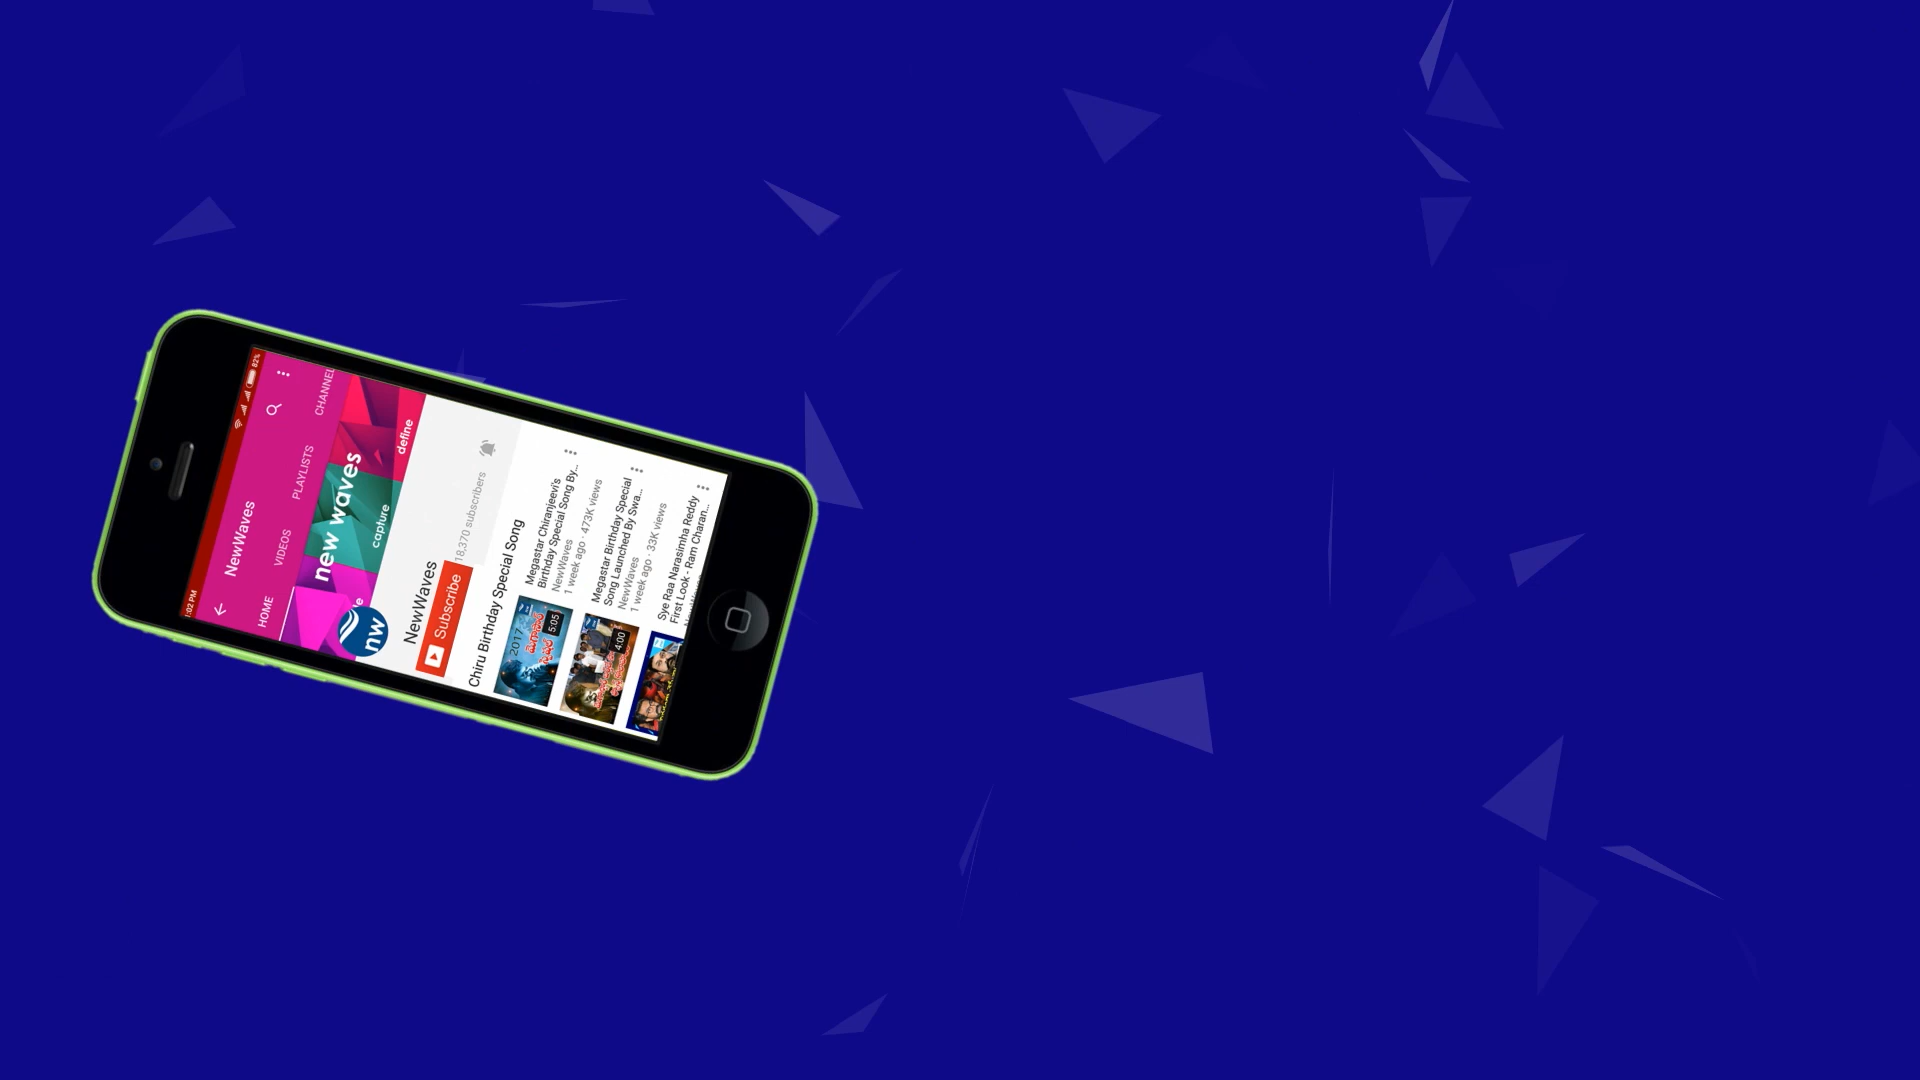 1:02 PM
82%
NewWaves
HOME
VIDEOS
PLAYLISTS
CHANNEL
new waves
capture
define
nw
NewWaves
Subscribe
18,370 subscribers
Chiru Birthday Special Song
2017
5:05
Megastar Chiranjeevi's
Birthday Special Song By...
NewWaves
1 week ago · 473K views
4:00
Megastar Birthday Special
Song Launched By Swa...
NewWaves
1 week ago · 33K views
Sye Raa Narasimha Reddy
First Look - Ram Charan...